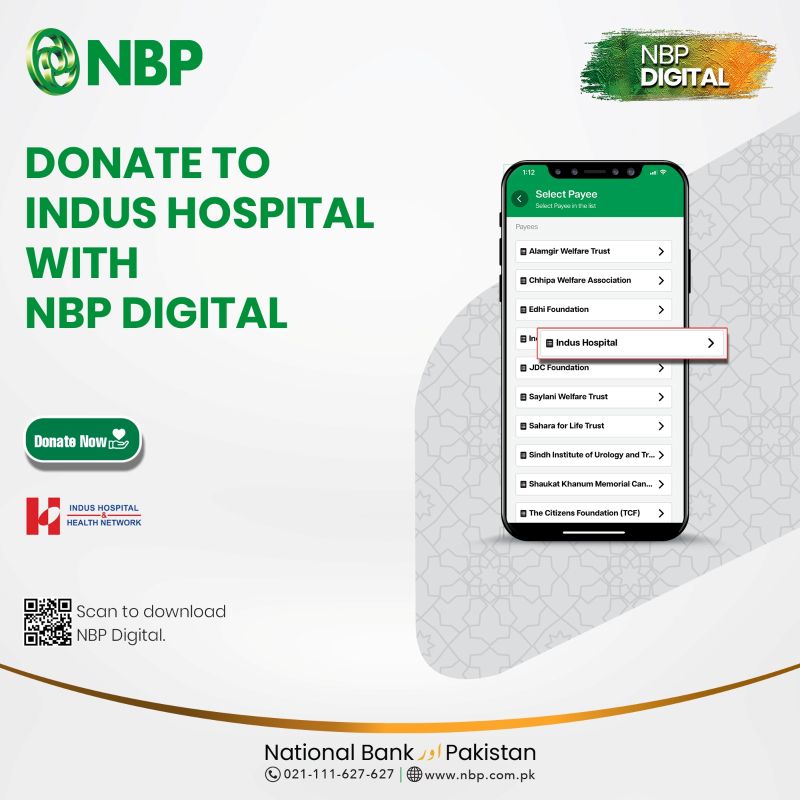 NBP
NBP
DIGITAL
DONATE TO
INDUS HOSPITAL
WITH
NBP DIGITAL
1:12
Select Payee
Select Payee in the list
Payees
Alamgir Welfare Trust
Chhipa Welfare Association
Edhi Foundation
Indus Hospital
JDC Foundation
Saylani Welfare Trust
Sahara for Life Trust
Sindh Institute of Urology and Tr...
Shaukat Khanum Memorial Can...
The Citizens Foundation (TCF)
Donate Now
INDUS HOSPITAL
&
HEALTH NETWORK
Scan to download
NBP Digital.
National Bank اور Pakistan
021-111-627-627 | www.nbp.com.pk